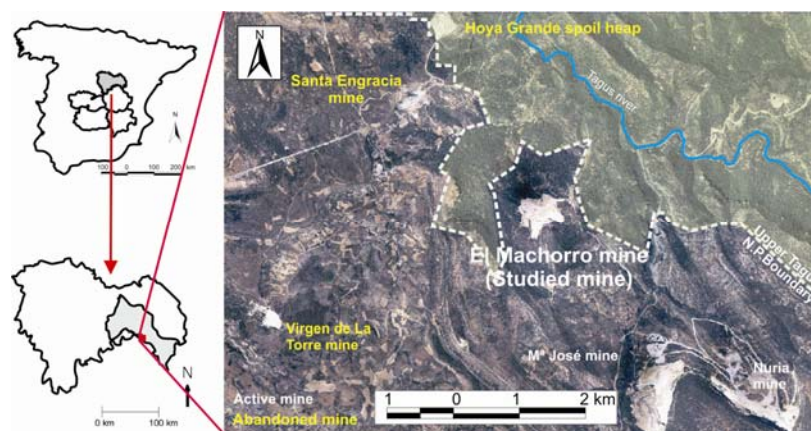 N
100 0 100 200 km
N
0 km 100 km
N
Hoya Grande spoil heap
Santa Engracia
mine
Tagus river
El Machorro mine
(Studied mine)
Upper Tagus
N.P. Boundary
Virgen de La
Torre mine
Mª José mine
Nuria
mine
Active mine
Abandoned mine
1 0 1 2 km